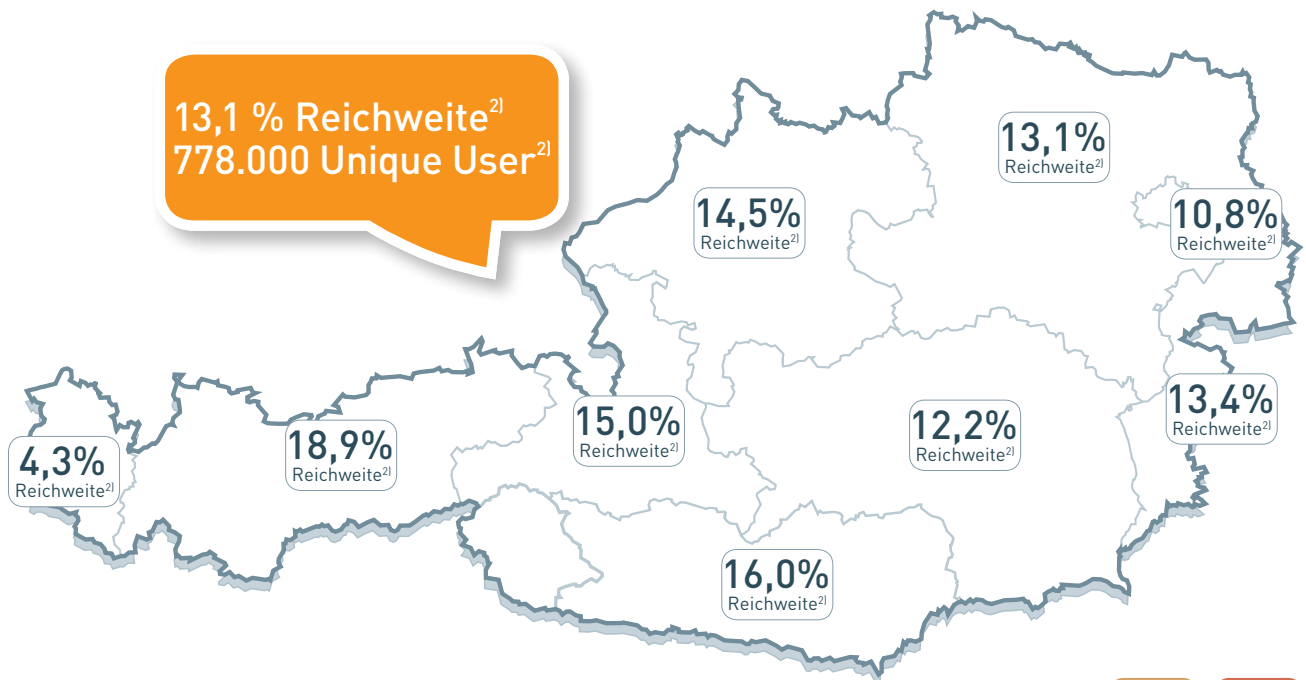 13,1 % Reichweite²⁾
778.000 Unique User²⁾
13,1%
Reichweite²⁾
14,5%
Reichweite²⁾
10,8%
Reichweite²⁾
15,0%
Reichweite²⁾
12,2%
Reichweite²⁾
13,4%
Reichweite²⁾
4,3%
Reichweite²⁾
18,9%
Reichweite²⁾
16,0%
Reichweite²⁾